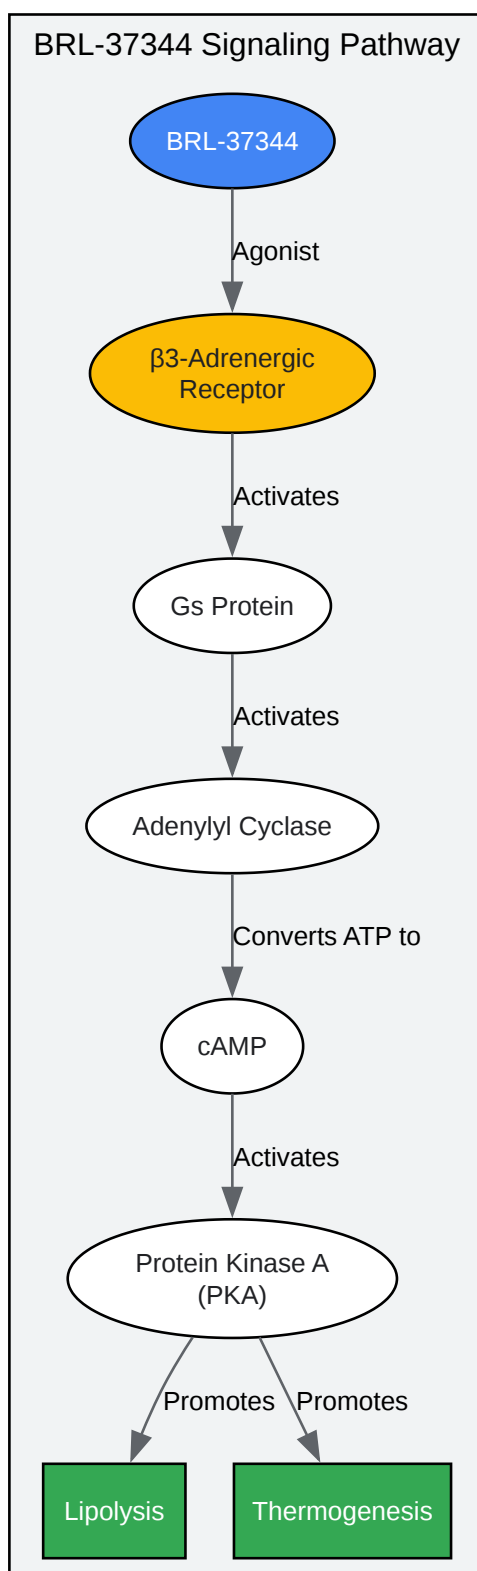 BRL-37344 Signaling Pathway
BRL-37344
Agonist
β3-Adrenergic
Receptor
Activates
Gs Protein
Activates
Adenylyl Cyclase
Converts ATP to
cAMP
Activates
Protein Kinase A
(PKA)
Promotes
Promotes
Lipolysis
Thermogenesis